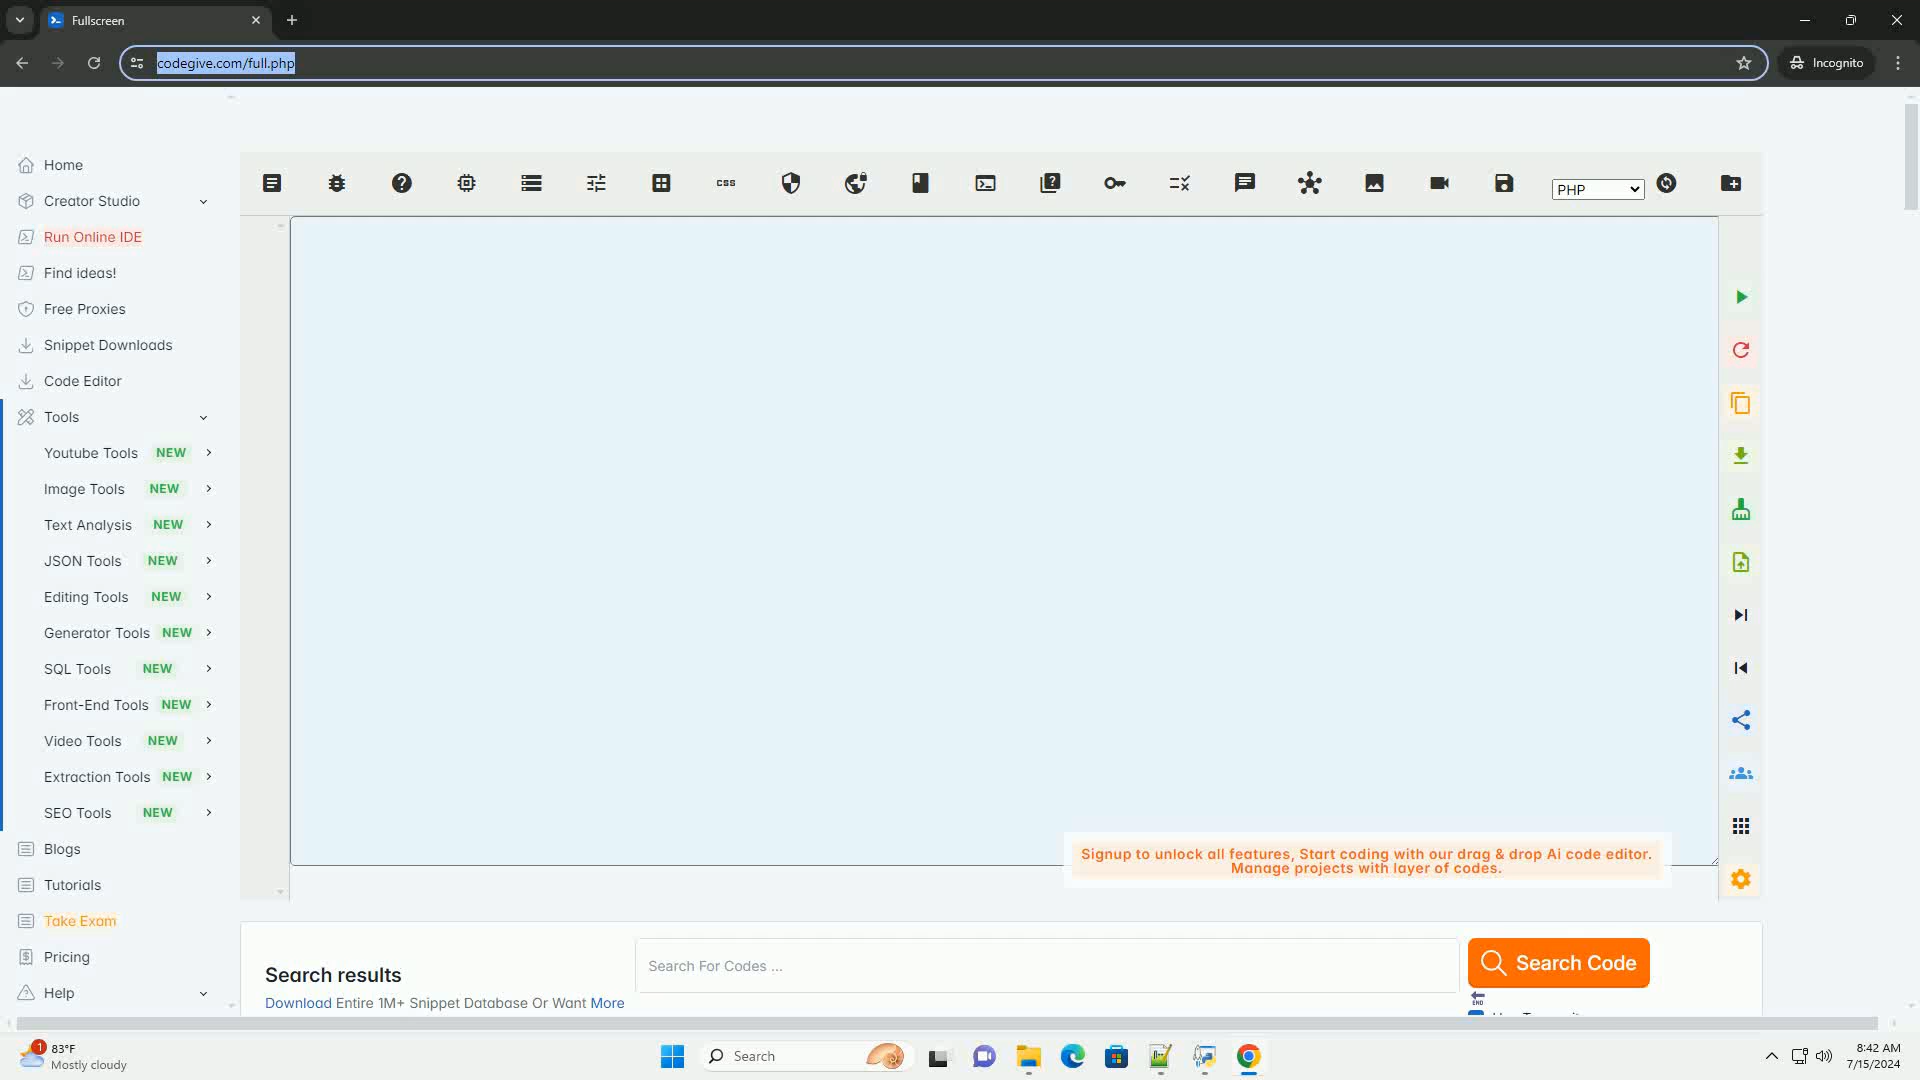 Fullscreen
codegive.com/full.php
Incognito
Home
Creator Studio
Run Online IDE
Find ideas!
Free Proxies
Snippet Downloads
Code Editor
Tools
Youtube Tools NEW
Image Tools NEW
Text Analysis NEW
JSON Tools NEW
Editing Tools NEW
Generator Tools NEW
SQL Tools NEW
Front-End Tools NEW
Video Tools NEW
Extraction Tools NEW
SEO Tools NEW
Blogs
Tutorials
Take Exam
Pricing
Help
CSS
PHP
Signup to unlock all features, Start coding with our drag & drop Ai code editor.
Manage projects with layer of codes.
Search results
Download Entire 1M+ Snippet Database Or Want More
Search For Codes ...
Search Code
END
1
83°F
Mostly cloudy
Search
8:42 AM
7/15/2024